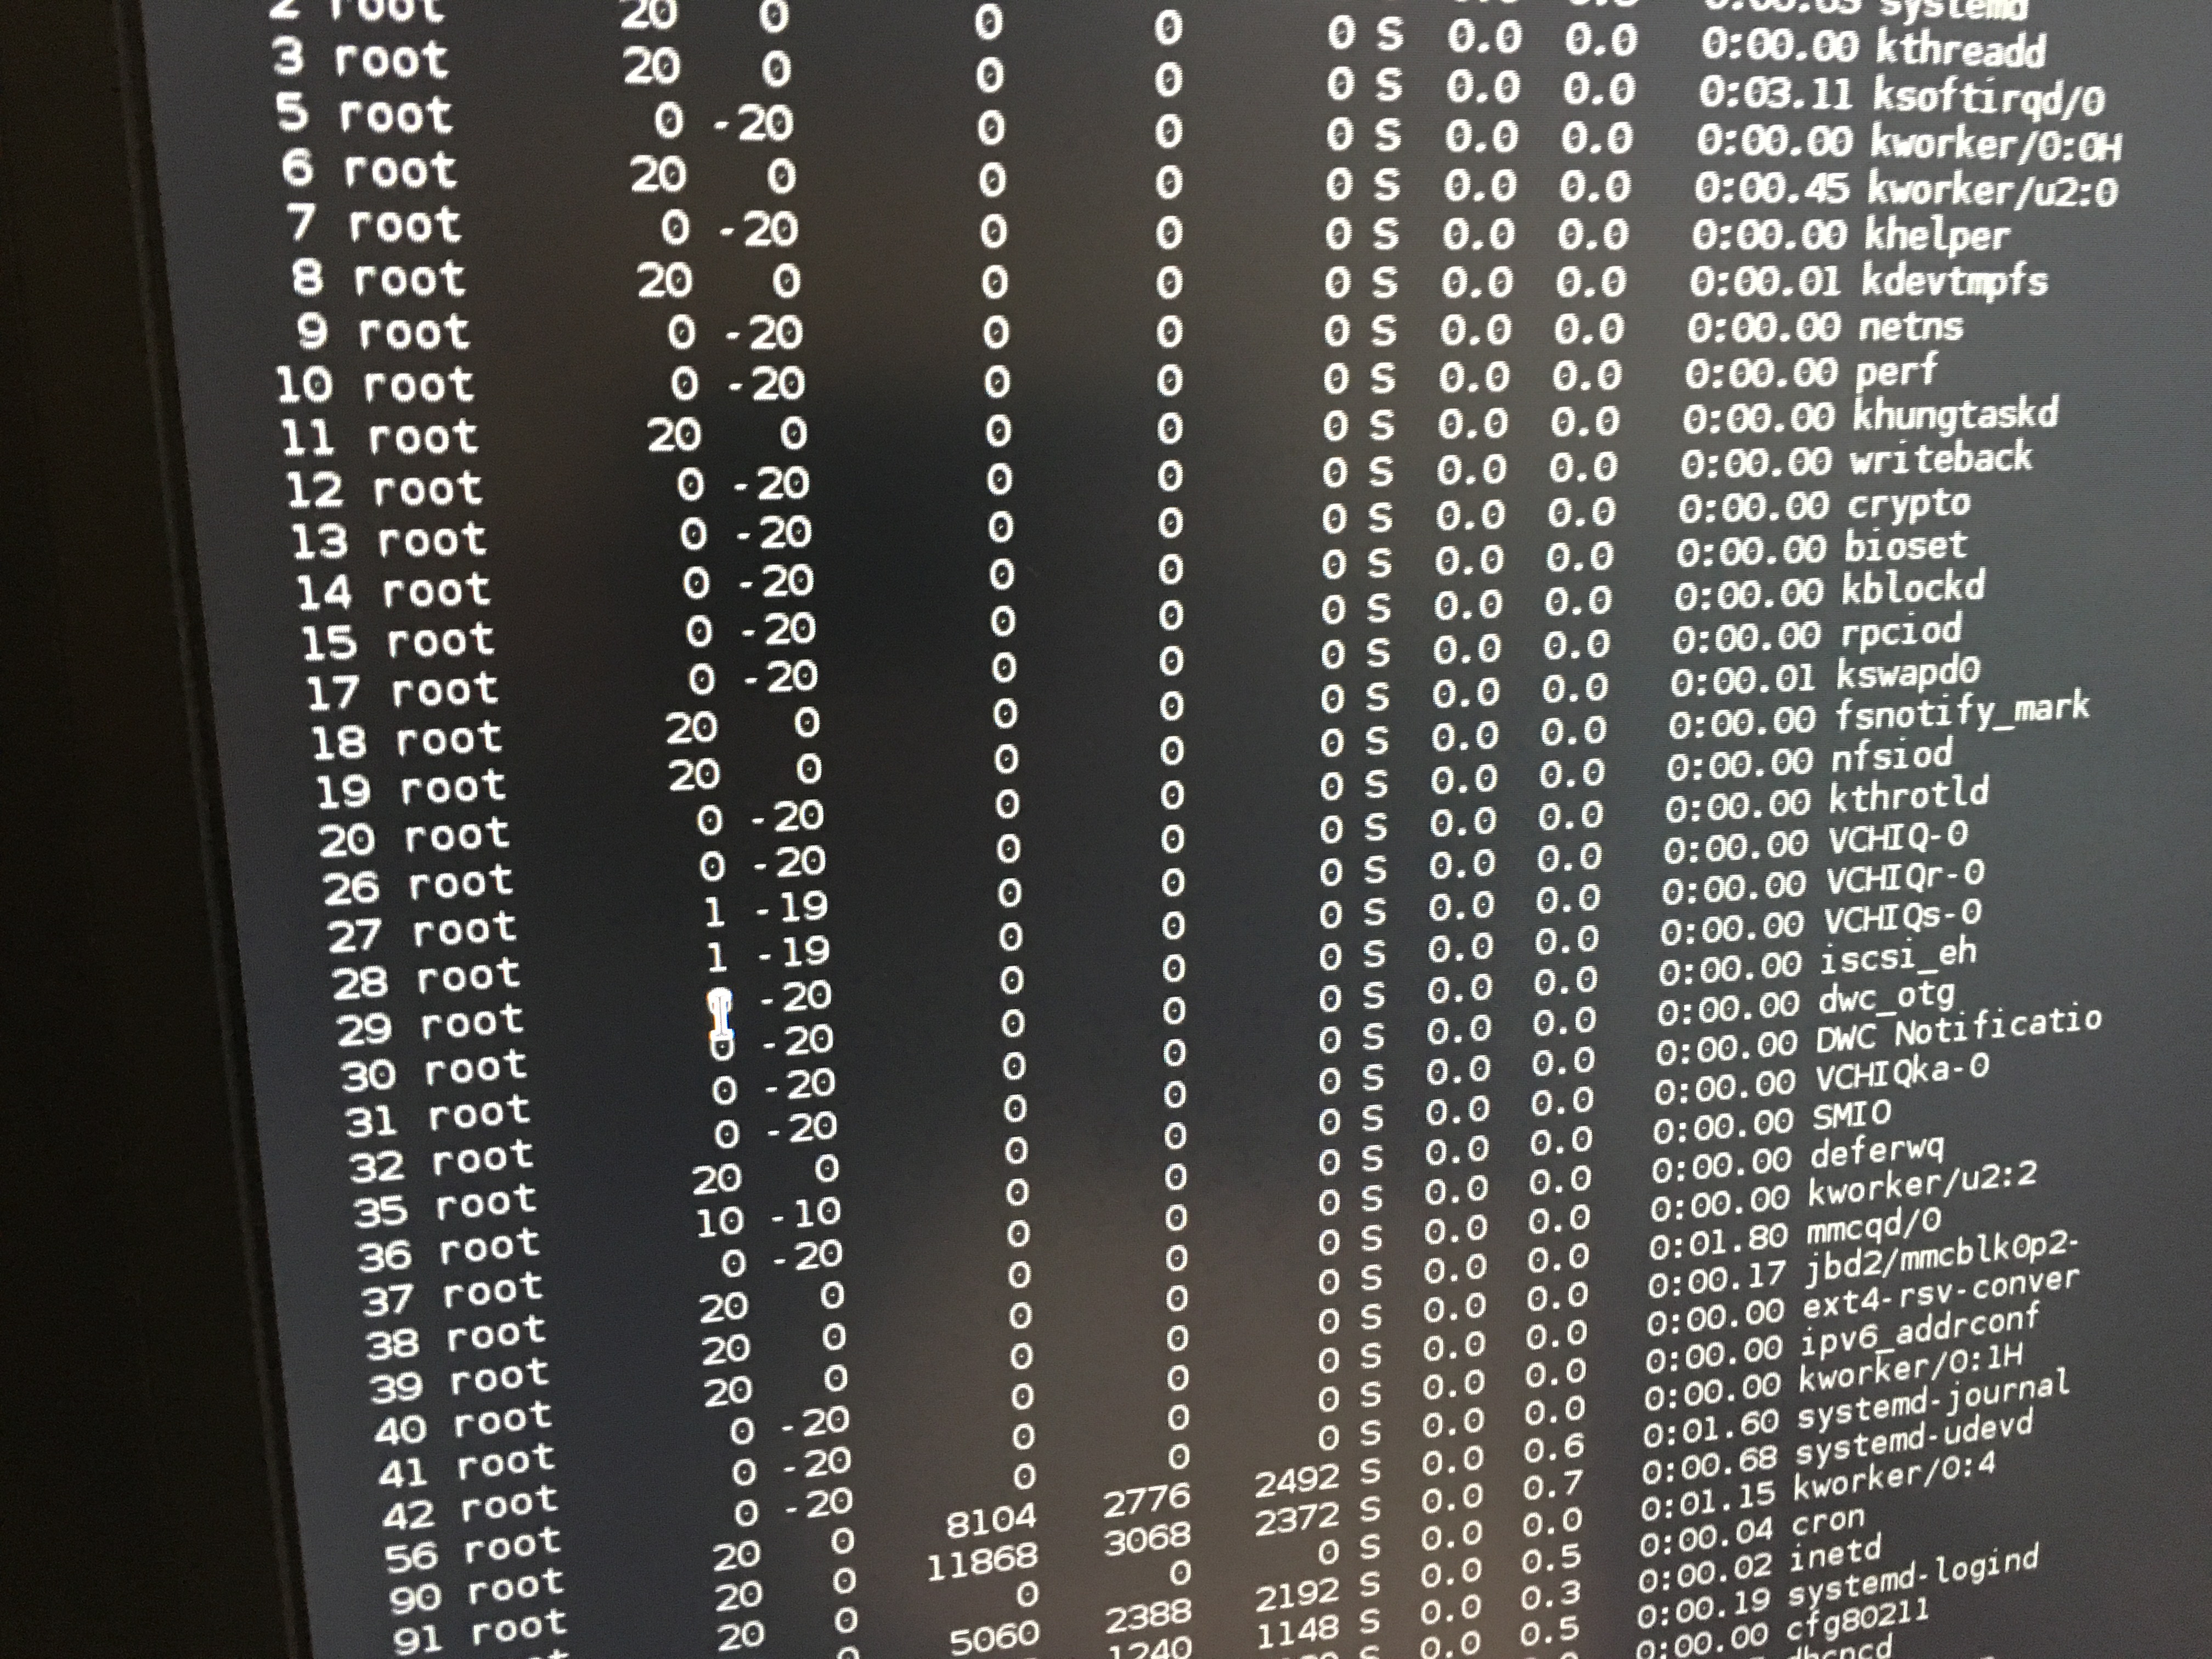 systemd
2 root 20 0 0 0 0 S 0.0 0.0 0:00.00 kthreadd
3 root 20 0 0 0 0 S 0.0 0.0 0:03.11 ksoftirqd/0
5 root 0 -20 0 0 0 S 0.0 0.0 0:00.00 kworker/0:0H
6 root 20 0 0 0 0 S 0.0 0.0 0:00.45 kworker/u2:0
7 root 0 -20 0 0 0 S 0.0 0.0 0:00.00 khelper
8 root 20 0 0 0 0 S 0.0 0.0 0:00.01 kdevtmpfs
9 root 0 -20 0 0 0 S 0.0 0.0 0:00.00 netns
10 root 0 -20 0 0 0 S 0.0 0.0 0:00.00 perf
11 root 20 0 0 0 0 S 0.0 0.0 0:00.00 khungtaskd
12 root 0 -20 0 0 0 S 0.0 0.0 0:00.00 writeback
13 root 0 -20 0 0 0 S 0.0 0.0 0:00.00 crypto
14 root 0 -20 0 0 0 S 0.0 0.0 0:00.00 bioset
15 root 0 -20 0 0 0 S 0.0 0.0 0:00.00 kblockd
17 root 0 -20 0 0 0 S 0.0 0.0 0:00.00 rpciod
18 root 20 0 0 0 0 S 0.0 0.0 0:00.01 kswapd0
19 root 20 0 0 0 0 S 0.0 0.0 0:00.00 fsnotify_mark
20 root 0 -20 0 0 0 S 0.0 0.0 0:00.00 nfsiod
26 root 0 -20 0 0 0 S 0.0 0.0 0:00.00 kthrotld
27 root 1 -19 0 0 0 S 0.0 0.0 0:00.00 VCHIQ-0
28 root 1 -19 0 0 0 S 0.0 0.0 0:00.00 VCHIQr-0
29 root -20 0 0 0 S 0.0 0.0 0:00.00 VCHIQs-0
30 root 0 -20 0 0 0 S 0.0 0.0 0:00.00 iscsi_eh
31 root 0 -20 0 0 0 S 0.0 0.0 0:00.00 dwc_otg
32 root 0 -20 0 0 0 S 0.0 0.0 0:00.00 DWC Notificatio
35 root 20 0 0 0 0 S 0.0 0.0 0:00.00 VCHIQka-0
36 root 10 -10 0 0 0 S 0.0 0.0 0:00.00 SMIO
37 root 0 -20 0 0 0 S 0.0 0.0 0:00.00 deferwq
38 root 20 0 0 0 0 S 0.0 0.0 0:00.00 kworker/u2:2
39 root 20 0 0 0 0 S 0.0 0.0 0:01.80 mmcqd/0
40 root 20 0 0 0 0 S 0.0 0.0 0:00.17 jbd2/mmcblk0p2-
41 root 0 -20 0 0 0 S 0.0 0.0 0:00.00 ext4-rsv-conver
42 root 0 -20 0 0 0 S 0.0 0.0 0:00.00 ipv6_addrconf
56 root 0 -20 0 0 0 S 0.0 0.0 0:00.00 kworker/0:1H
90 root 20 0 8104 2776 2492 S 0.0 0.6 0:01.60 systemd-journal
91 root 20 0 11868 3068 2372 S 0.0 0.7 0:00.68 systemd-udevd
20 0 0 0 0 S 0.0 0.0 0:01.15 kworker/0:4
5060 2388 2192 S 0.0 0.5 0:00.04 cron
1240 1148 S 0.0 0.3 0:00.02 inetd
0.0 0.5 0:00.19 systemd-logind
0:00.00 cfg80211